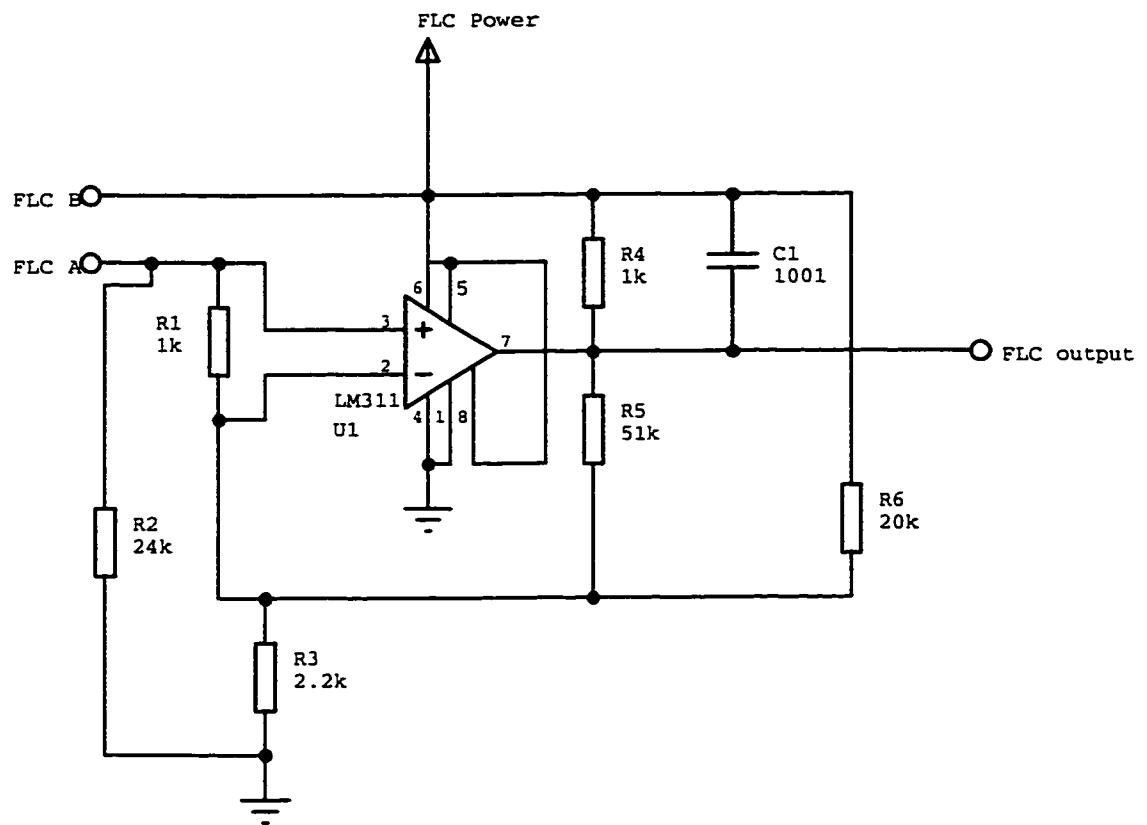 FLC Power
FLC B
FLC A
R4
1k
C1
1001
R1
1k
6
5
3
+
7
2
−
FLC output
LM311
U1
4
1
8
R5
51k
R2
24k
R6
20k
R3
2.2k